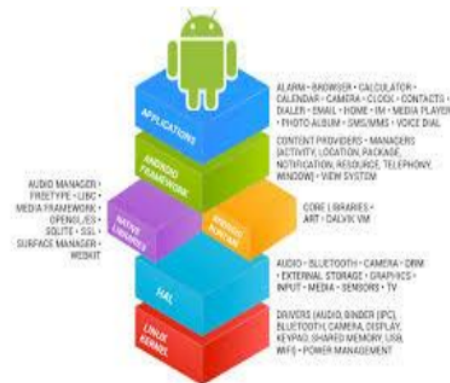 ALARM • BROWSER • CALCULATOR •
CALENDAR • CAMERA • CLOCK • CONTACTS •
DIALER • EMAIL • HOME • IM • MEDIA PLAYER
• PHOTO ALBUM • SMS/MMS • VOICE DIAL
APPLICATIONS
CONTENT PROVIDERS • MANAGERS
(ACTIVITY, LOCATION, PACKAGE,
NOTIFICATION, RESOURCE, TELEPHONY,
WINDOW) • VIEW SYSTEM
ANDROID
FRAMEWORK
AUDIO MANAGER •
FREETYPE • LIBC •
MEDIA FRAMEWORK •
OPENGL/ES •
SQLITE • SSL •
SURFACE MANAGER •
WEBKIT
NATIVE
LIBRARIES
ANDROID
RUNTIME
CORE LIBRARIES •
ART • DALVIK VM
HAL
AUDIO • BLUETOOTH • CAMERA • DRM
• EXTERNAL STORAGE • GRAPHICS •
INPUT • MEDIA • SENSORS • TV
LINUX
KERNEL
DRIVERS (AUDIO, BINDER (IPC),
BLUETOOTH, CAMERA, DISPLAY,
KEYPAD, SHARED MEMORY, USB,
WIFI) • POWER MANAGEMENT